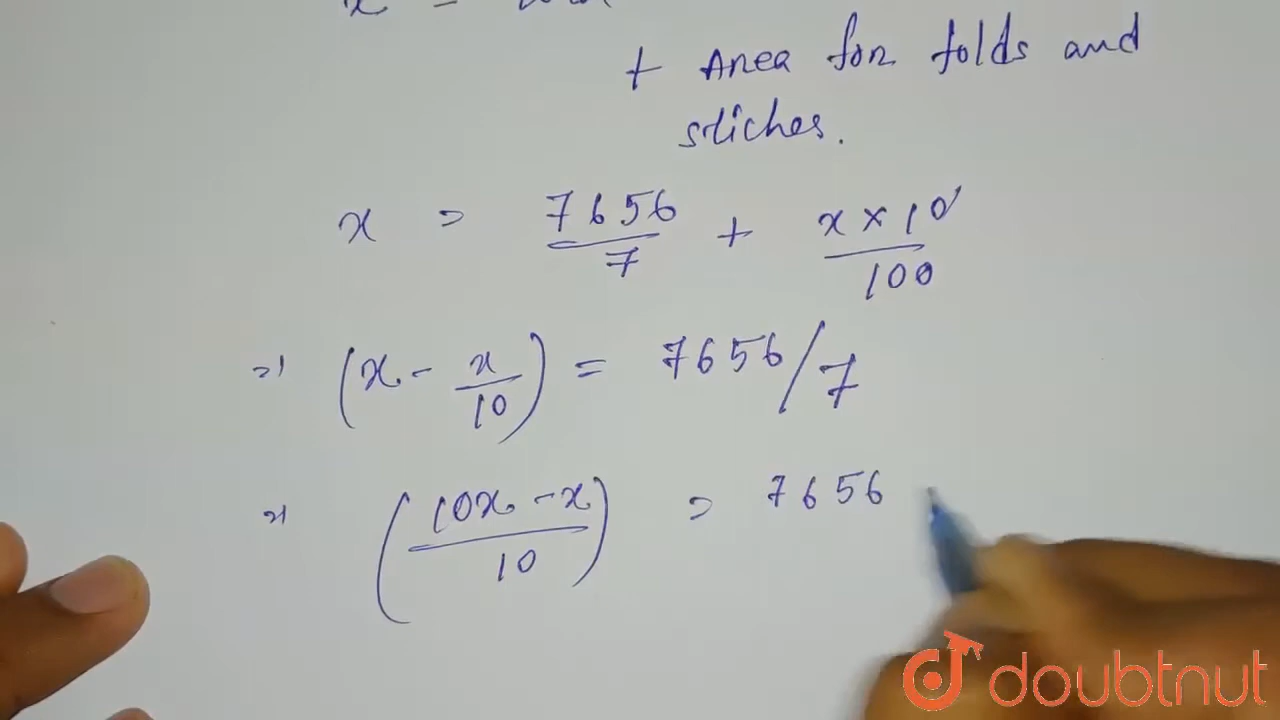 x =
+ Area for folds and
stiches.
x = 7656/7 + x × 10/100
=> (x - x/10) = 7656/7
=> (10x - x/10) = 7656
doubtnut